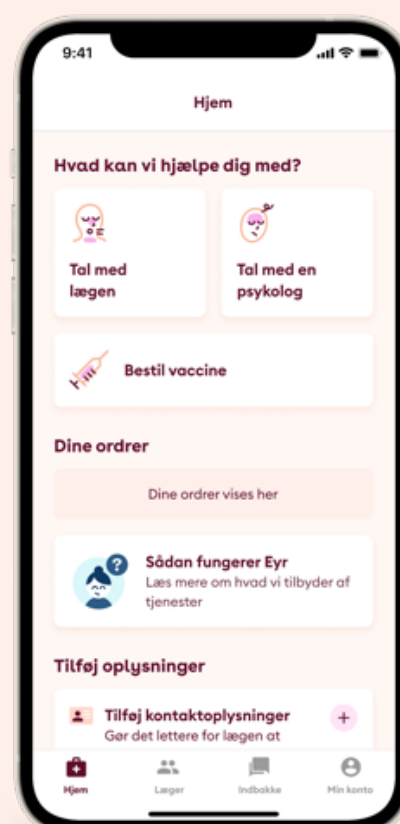 9:41
Hjem
Hvad kan vi hjælpe dig med?
Tal med
lægen
Tal med en
psykolog
Bestil vaccine
Dine ordrer
Dine ordrer vises her
?
Sådan fungerer Eyr
Læs mere om hvad vi tilbyder af
tjenester
Tilføj oplysninger
Tilføj kontaktoplysninger
+
Gør det lettere for lægen at
Hjem
Læger
Indbakke
Min konto